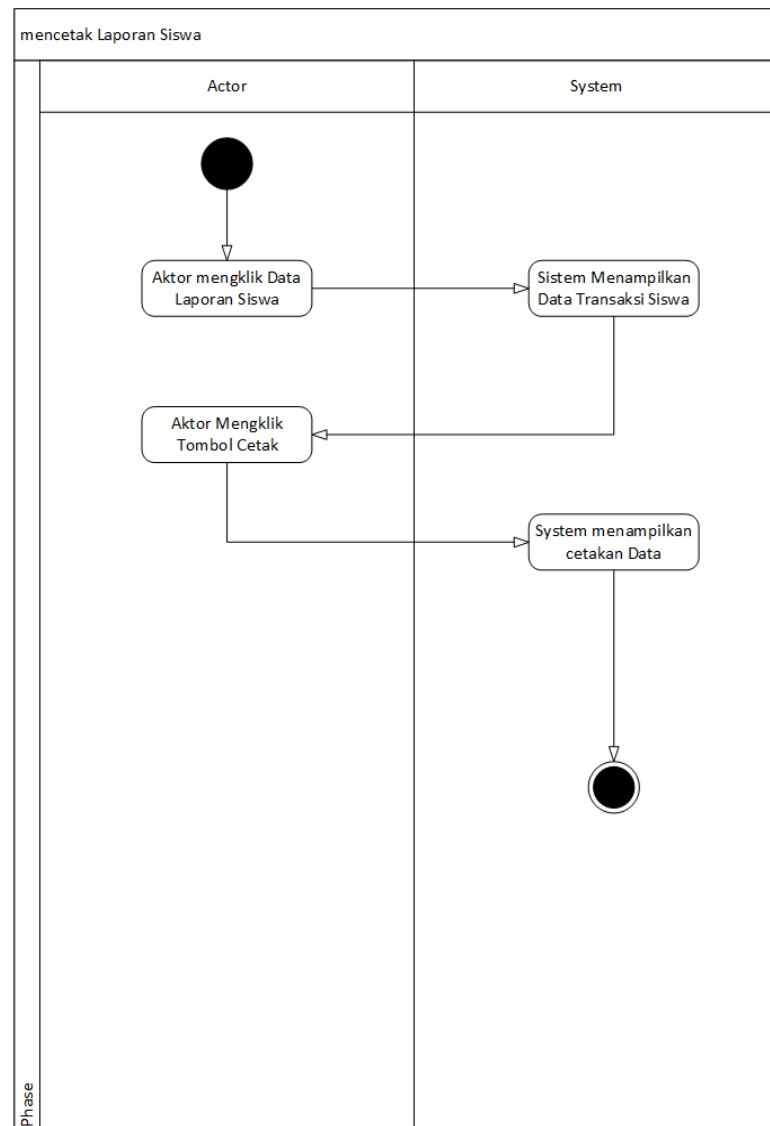 mencetak Laporan Siswa
Actor
System
Aktor mengklik Data
Laporan Siswa
Sistem Menampilkan
Data Transaksi Siswa
Aktor Mengklik
Tombol Cetak
System menampilkan
cetakan Data
Phase